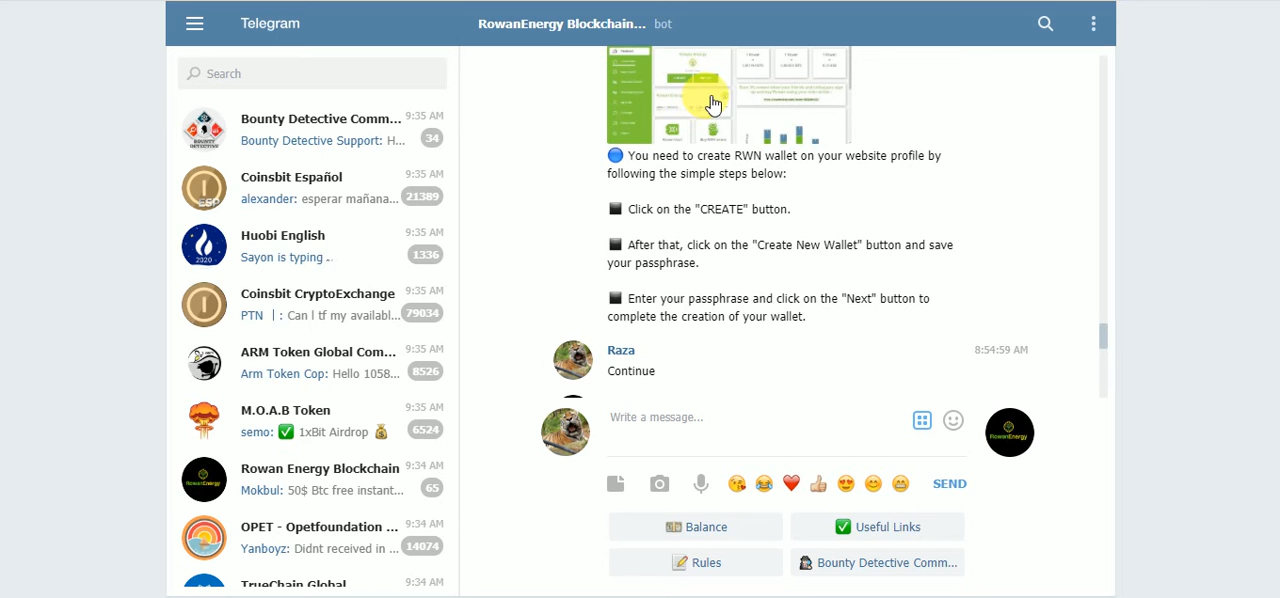 Telegram
RowanEnergy Blockchain... bot
Search
Bounty Detective Comm... 9:35 AM
Bounty Detective Support: H... 34
Coinsbit Español 9:35 AM
alexander: esperar mañana... 21389
Huobi English 9:35 AM
Sayon is typing .. 1336
Coinsbit CryptoExchange 9:35 AM
PTN | : Can I tf my availabl... 79034
ARM Token Global Com... 9:35 AM
Arm Token Cop: Hello 1058... 8526
M.O.A.B Token 9:35 AM
semo: ✅ 1xBit Airdrop 💰 6524
Rowan Energy Blockchain 9:34 AM
Mokbul: 50$ Btc free instant... 65
OPET - Opetfoundation ... 9:34 AM
Yanboyz: Didnt received in ... 14074
TrueChain Global 9:34 AM
🔵 You need to create RWN wallet on your website profile by
following the simple steps below:
⬛ Click on the "CREATE" button.
⬛ After that, click on the "Create New Wallet" button and save
your passphrase.
⬛ Enter your passphrase and click on the "Next" button to
complete the creation of your wallet.
Raza 8:54:59 AM
Continue
Write a message...
RowanEnergy
😘 😂 ❤️ 👍 😍 😊 😁 SEND
💵 Balance
✅ Useful Links
📝 Rules
🕵 Bounty Detective Comm...